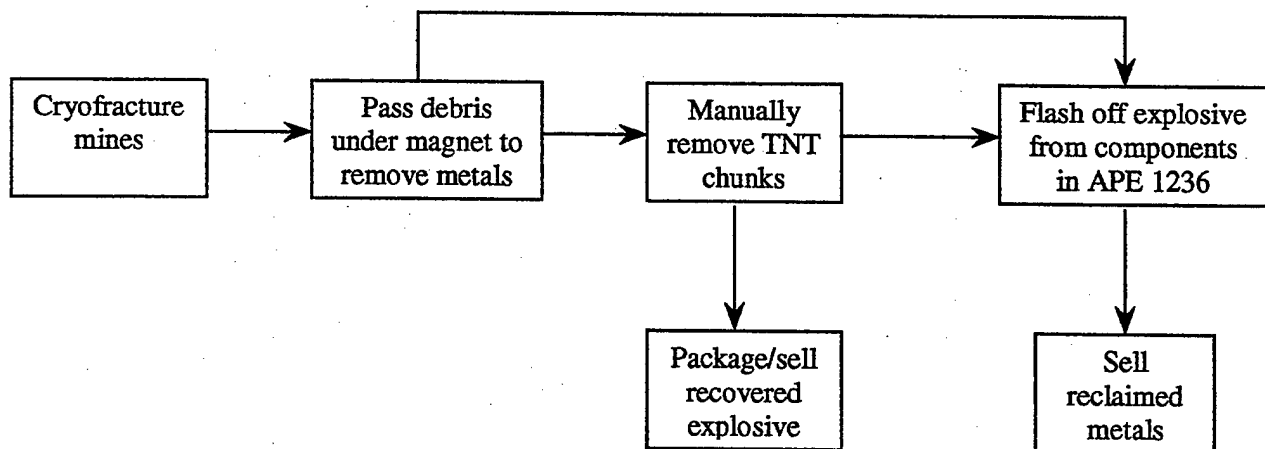 Cryofracture
mines
Pass debris
under magnet to
remove metals
Manually
remove TNT
chunks
Flash off explosive
from components
in APE 1236
Package/sell
recovered
explosive
Sell
reclaimed
metals